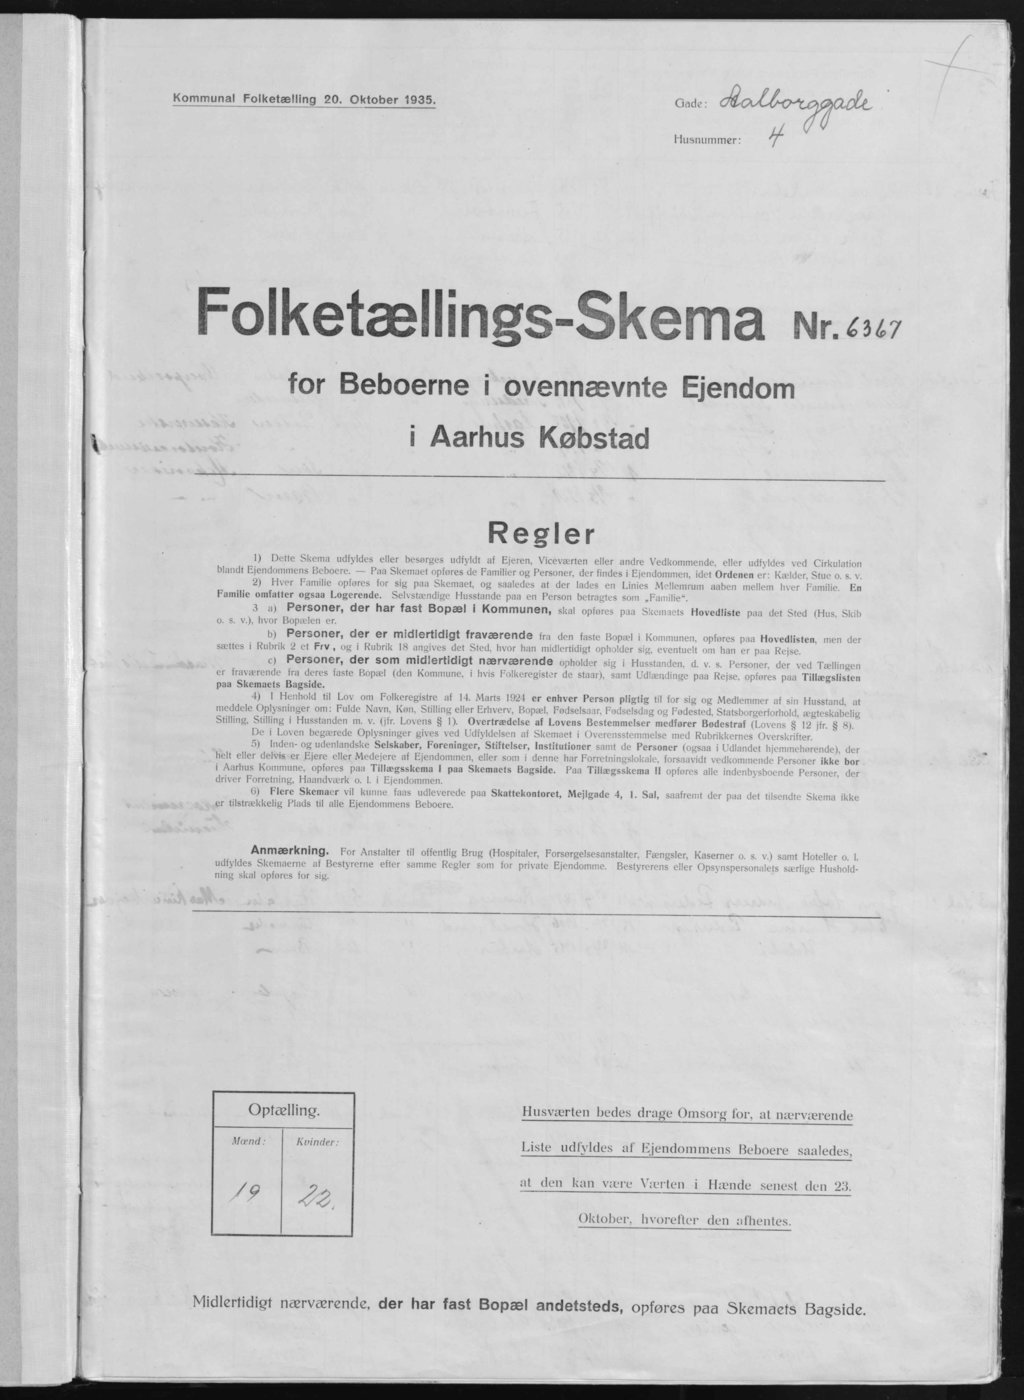 Kommunal Folketælling 20. Oktober 1935.
Gade: Aalborggade
Husnummer: 4
Folketællings-Skema Nr. 6367
for Beboerne i ovennævnte Ejendom
i Aarhus Købstad
Regler
1) Dette Skema udfyldes eller besørges udfyldt af Ejeren, Viceværten eller andre Vedkommende, eller udfyldes ved Cirkulation
blandt Ejendommens Beboere. — Paa Skemaet opføres de Familier og Personer, der findes i Ejendommen, idet Ordenen er: Kælder, Stue o. s. v.
2) Hver Familie opføres for sig paa Skemaet, og saaledes at der lades en Linies Mellemrum aaben mellem hver Familie. En
Familie omfatter ogsaa Logerende. Selvstændige Husstande paa en Person betragtes som „Familie“.
3 a) Personer, der har fast Bopæl i Kommunen, skal opføres paa Skemaets Hovedliste paa det Sted (Hus, Skib
o. s. v.), hvor Bopælen er.
b) Personer, der er midlertidigt fraværende fra den faste Bopæl i Kommunen, opføres paa Hovedlisten, men der
sættes i Rubrik 2 et Frv., og i Rubrik 18 angives det Sted, hvor han midlertidigt opholder sig, eventuelt om han er paa Rejse.
c) Personer, der som midlertidigt nærværende opholder sig i Husstanden, d. v. s. Personer, der ved Tællingen
er fraværende fra deres faste Bopæl (den Kommune, i hvis Folkeregister de staar), samt Udlændinge paa Rejse, opføres paa Tillægslisten
paa Skemaets Bagside.
4) I Henhold til Lov om Folkeregistre af 14. Marts 1924 er enhver Person pligtig til for sig og Medlemmer af sin Husstand, at
meddele Oplysninger om: Fulde Navn, Køn, Stilling eller Erhverv, Bopæl, Fødselsaar, Fødselsdag og Fødested, Statsborgerforhold, ægteskabelig
Stilling, Stilling i Husstanden m. v. (jfr. Lovens § 1). Overtrædelse af Lovens Bestemmelser medfører Bødestraf (Lovens § 12 jfr. § 8).
De i Loven begærede Oplysninger gives ved Udfyldelsen af Skemaet i Overensstemmelse med Rubrikkernes Overskrifter.
5) Inden- og udenlandske Selskaber, Foreninger, Stiftelser, Institutioner samt de Personer (ogsaa i Udlandet hjemmehørende), der
helt eller delvis er Ejere eller Medejere af Ejendommen, eller som i denne har Forretningslokale, forsaavidt vedkommende Personer ikke bor
i Aarhus Kommune, opføres paa Tillægsskema I paa Skemaets Bagside. Paa Tillægsskema II opføres alle indenbysboende Personer, der
driver Forretning, Haandværk o. l. i Ejendommen.
6) Flere Skemaer vil kunne faas udleverede paa Skattekontoret, Mejlgade 4, 1. Sal, saafremt der paa det tilsendte Skema ikke
er tilstrækkelig Plads til alle Ejendommens Beboere.
Anmærkning. For Anstalter til offentlig Brug (Hospitaler, Forsørgelsesanstalter, Fængsler, Kaserner o. s. v.) samt Hoteller o. l.
udfyldes Skemaerne af Bestyrerne efter samme Regler som for private Ejendomme. Bestyrerens eller Opsynspersonalets særlige Hushold-
ning skal opføres for sig.
Optælling.
Mænd: Kvinder:
19 22.
Husværten bedes drage Omsorg for, at nærværende
Liste udfyldes af Ejendommens Beboere saaledes,
at den kan være Værten i Hænde senest den 23.
Oktober, hvorefter den afhentes.
Midlertidigt nærværende, der har fast Bopæl andetsteds, opføres paa Skemaets Bagside.